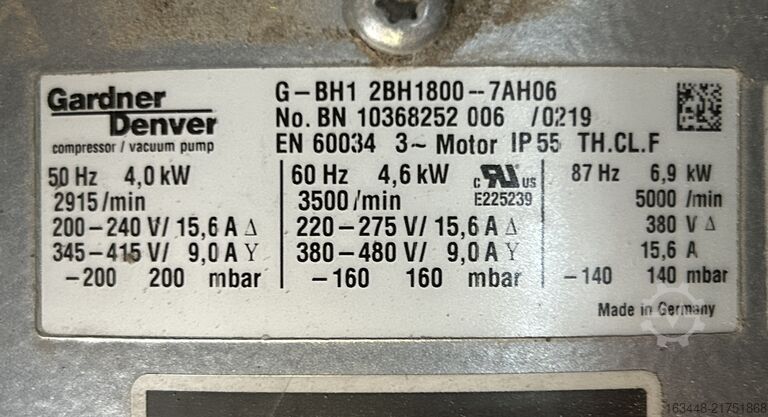 Gardner
Denver
compressor / vacuum pump
G-BH1 2BH1800-7AH06
No. BN 10368252 006 /0219
EN 60034 3~ Motor IP55 TH.CL.F
50 Hz 4,0 kW
2915/min
200-240 V/ 15,6 A Δ
345-415 V/ 9,0 A Y
-200 200 mbar
60 Hz 4,6 kW
3500/min
220-275 V/ 15,6 A Δ
380-480 V/ 9,0 A Y
-160 160 mbar
c RU us
E225239
87 Hz 6,9 kW
5000/min
380 V Δ
15,6 A
-140 140 mbar
Made in Germany
163448-21751868